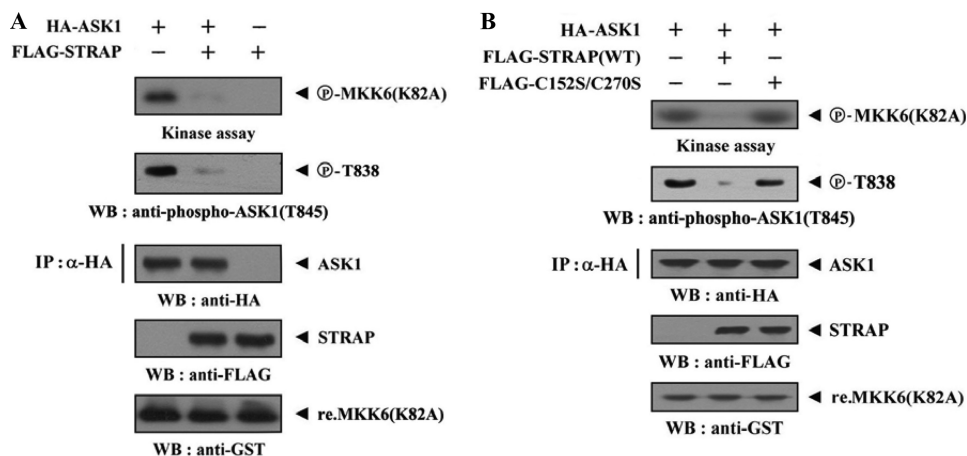 A
HA-ASK1 + + −
FLAG-STRAP − + +
◄ Ⓟ-MKK6(K82A)
Kinase assay
◄ Ⓟ-T838
WB : anti-phospho-ASK1(T845)
IP : α-HA
◄ ASK1
WB : anti-HA
◄ STRAP
WB : anti-FLAG
◄ re.MKK6(K82A)
WB : anti-GST
B
HA-ASK1 + + +
FLAG-STRAP(WT) − + −
FLAG-C152S/C270S − − +
◄ Ⓟ-MKK6(K82A)
Kinase assay
◄ Ⓟ-T838
WB : anti-phospho-ASK1(T845)
IP : α-HA
◄ ASK1
WB : anti-HA
◄ STRAP
WB : anti-FLAG
◄ re.MKK6(K82A)
WB : anti-GST